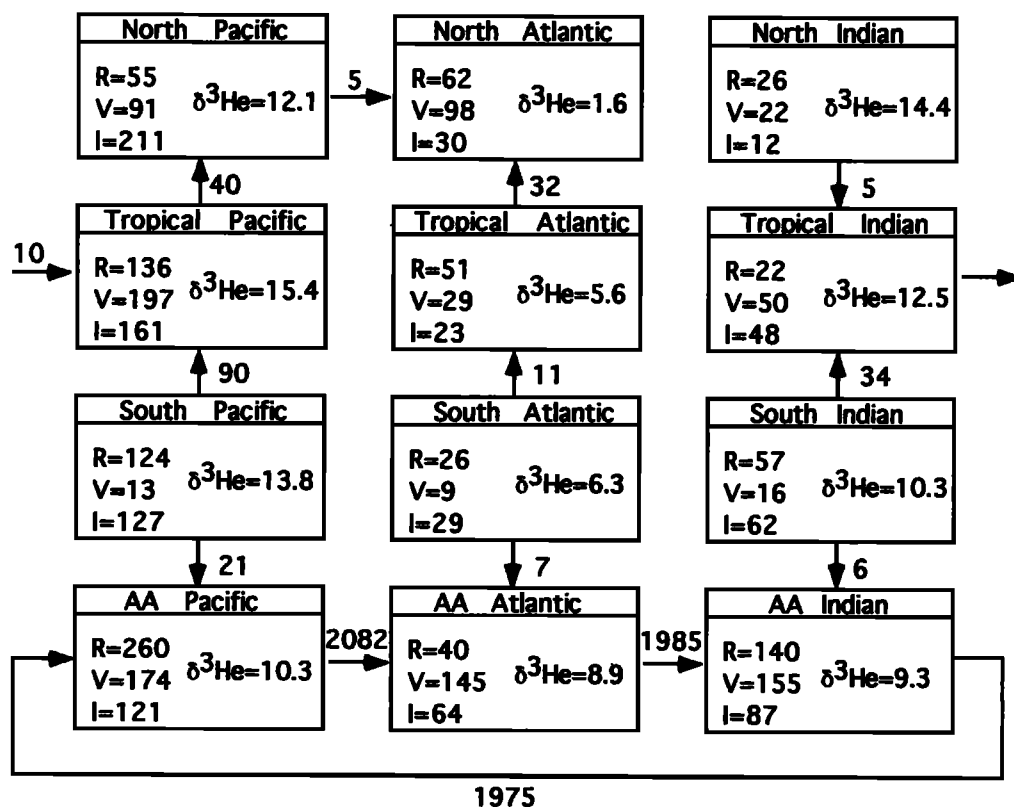 North Pacific
R=55
V=91
I=211
δ³He=12.1
5
North Atlantic
R=62
V=98
I=30
δ³He=1.6
North Indian
R=26
V=22
I=12
δ³He=14.4
40
32
5
10
Tropical Pacific
R=136
V=197
I=161
δ³He=15.4
Tropical Atlantic
R=51
V=29
I=23
δ³He=5.6
Tropical Indian
R=22
V=50
I=48
δ³He=12.5
90
11
34
South Pacific
R=124
V=13
I=127
δ³He=13.8
South Atlantic
R=26
V=9
I=29
δ³He=6.3
South Indian
R=57
V=16
I=62
δ³He=10.3
21
7
6
AA Pacific
R=260
V=174
I=121
δ³He=10.3
2082
AA Atlantic
R=40
V=145
I=64
δ³He=8.9
1985
AA Indian
R=140
V=155
I=87
δ³He=9.3
1975